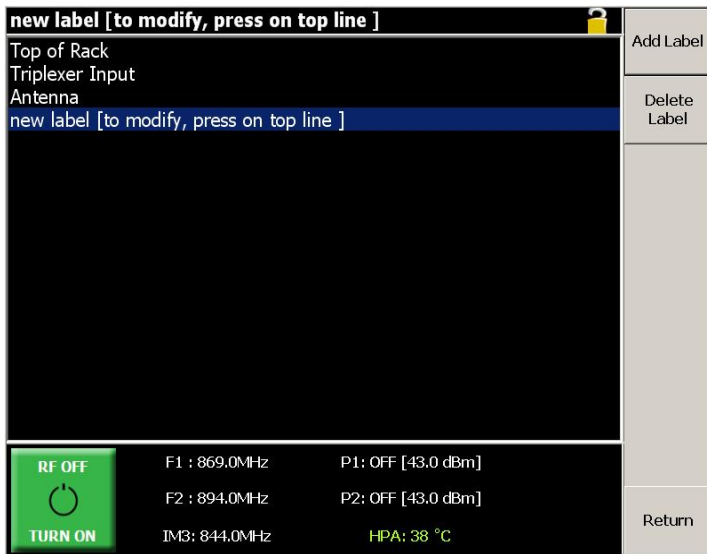 new label [to modify, press on top line ]
Add Label
Top of Rack
Triplexer Input
Antenna
new label [to modify, press on top line ]
Delete
Label
RF OFF
TURN ON
F1 : 869.0MHz
P1: OFF [43.0 dBm]
F2 : 894.0MHz
P2: OFF [43.0 dBm]
IM3: 844.0MHz
HPA: 38 °C
Return